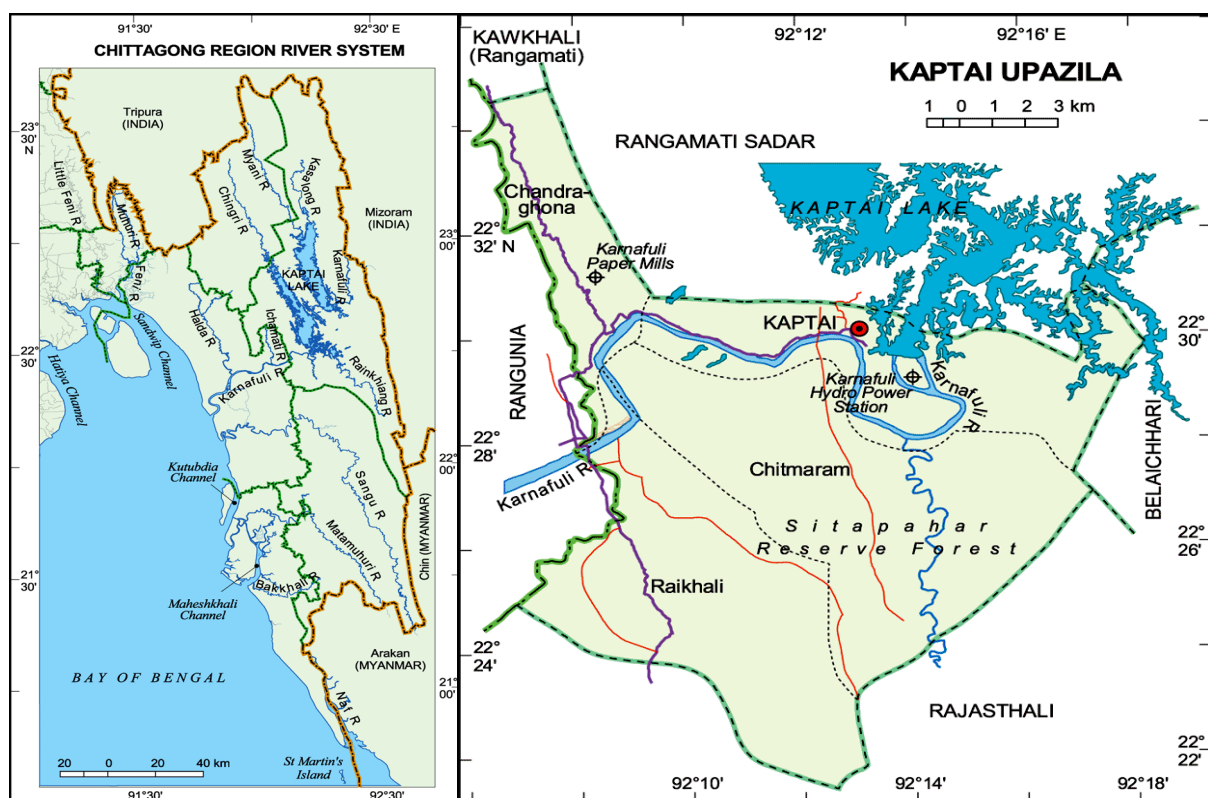 91°30'
92°30' E
CHITTAGONG REGION RIVER SYSTEM
Tripura
(INDIA)
23°
30'
N
Little Feni R
Muhuri R
Feni R
Myani R
Chingri R
Kasalong R
Mizoram
(INDIA)
23°
00'
KAPTAI
LAKE
Karnafuli R
Sandwip Channel
Halda R
Ichamati R
22°
30'
Hatiya Channel
Karnafuli R
Rainkhiang R
22°
00'
Kutubdia
Channel
Sangu R
Matamuhuri R
Chin (MYANMAR)
21°
30'
Bakkhali R
Maheshkhali
Channel
Arakan
(MYANMAR)
BAY OF BENGAL
21°
00'
Naf R
St Martin's
Island
20 0 20 40 km
91°30'
92°30'
KAWKHALI
(Rangamati)
92°12'
92°16' E
KAPTAI UPAZILA
1 0 1 2 3 km
RANGAMATI SADAR
Chandra-
ghona
KAPTAI LAKE
22°
32' N
Karnafuli
Paper Mills
KAPTAI
22°
30'
RANGUNIA
Karnafuli
Hydro Power
Station
Karnafuli R
BELAICHHARI
22°
28'
Karnafuli R
Chitmaram
Sitapahar
Reserve Forest
22°
26'
Raikhali
22°
24'
RAJASTHALI
22°
22'
92°10'
92°14'
92°18'